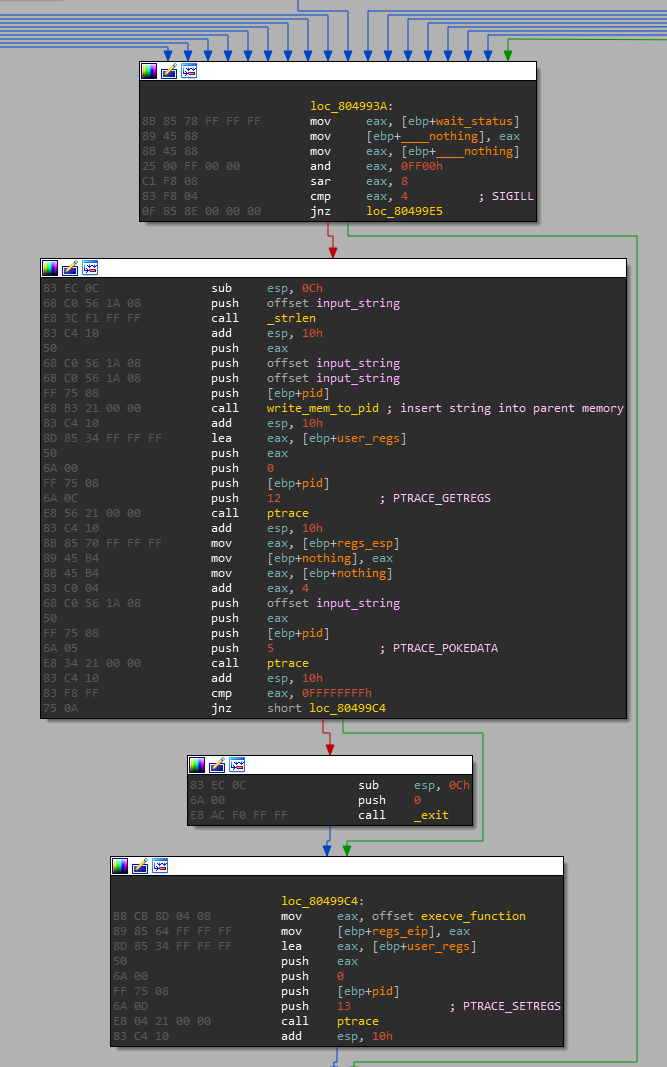 loc_804993A:
8B 85 78 FF FF FF mov eax, [ebp+wait_status]
89 45 88 mov [ebp+____nothing], eax
8B 45 88 mov eax, [ebp+____nothing]
25 00 FF 00 00 and eax, 0FF00h
C1 F8 08 sar eax, 8
83 F8 04 cmp eax, 4 ; SIGILL
0F 85 8E 00 00 00 jnz loc_80499E5
83 EC 0C sub esp, 0Ch
68 C0 56 1A 08 push offset input_string
E8 3C F1 FF FF call _strlen
83 C4 10 add esp, 10h
50 push eax
68 C0 56 1A 08 push offset input_string
68 C0 56 1A 08 push offset input_string
FF 75 08 push [ebp+pid]
E8 B3 21 00 00 call write_mem_to_pid ; insert string into parent memory
83 C4 10 add esp, 10h
8D 85 34 FF FF FF lea eax, [ebp+user_regs]
50 push eax
6A 00 push 0
FF 75 08 push [ebp+pid]
6A 0C push 12 ; PTRACE_GETREGS
E8 56 21 00 00 call ptrace
83 C4 10 add esp, 10h
8B 85 70 FF FF FF mov eax, [ebp+regs_esp]
89 45 B4 mov [ebp+nothing], eax
8B 45 B4 mov eax, [ebp+nothing]
83 C0 04 add eax, 4
68 C0 56 1A 08 push offset input_string
50 push eax
FF 75 08 push [ebp+pid]
6A 05 push 5 ; PTRACE_POKEDATA
E8 34 21 00 00 call ptrace
83 C4 10 add esp, 10h
83 F8 FF cmp eax, 0FFFFFFFFh
75 0A jnz short loc_80499C4
83 EC 0C sub esp, 0Ch
6A 00 push 0
E8 AC F0 FF FF call _exit
loc_80499C4:
B8 CB 8D 04 08 mov eax, offset execve_function
89 85 64 FF FF FF mov [ebp+regs_eip], eax
8D 85 34 FF FF FF lea eax, [ebp+user_regs]
50 push eax
6A 00 push 0
FF 75 08 push [ebp+pid]
6A 0D push 13 ; PTRACE_SETREGS
E8 04 21 00 00 call ptrace
83 C4 10 add esp, 10h